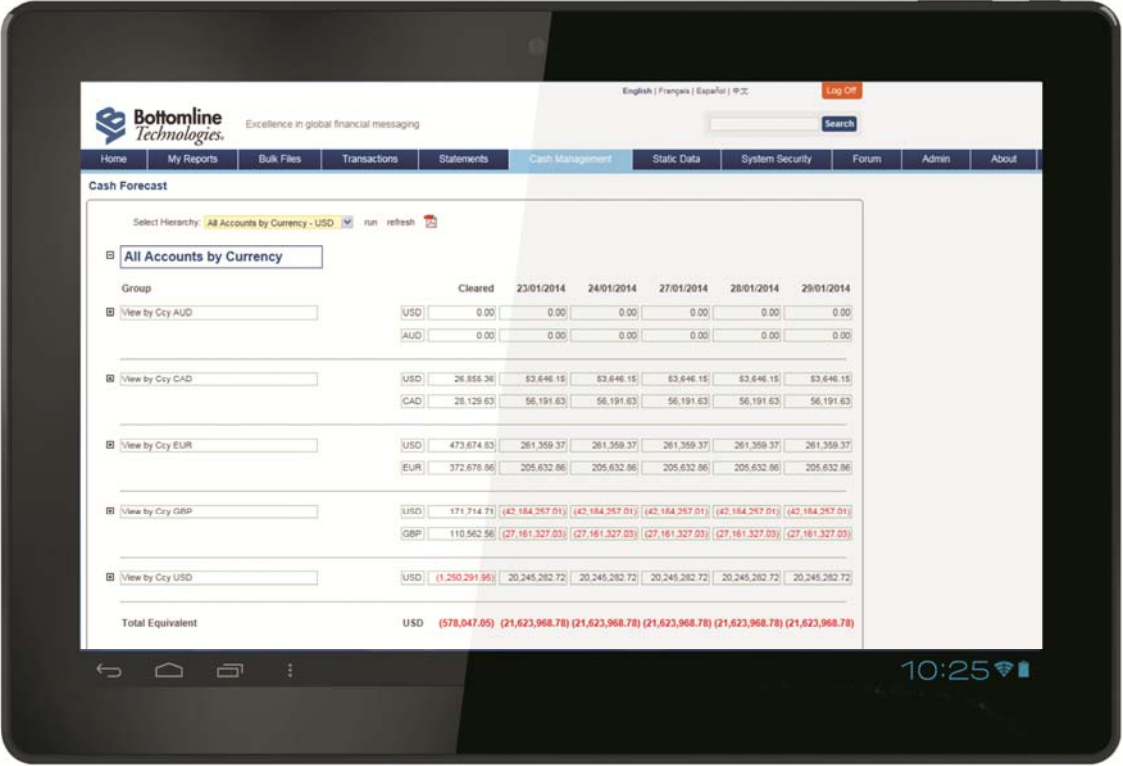 English | Français | Español | 中文 Log Off
Bottomline
Technologies.
Excellence in global financial messaging
Search
Home My Reports Bulk Files Transactions Statements Cash Management Static Data System Security Forum Admin About
Cash Forecast
Select Hierarchy: All Accounts by Currency - USD run refresh
All Accounts by Currency
Group Cleared 23/01/2014 24/01/2014 27/01/2014 28/01/2014 29/01/2014
View by Ccy AUD USD 0.00 0.00 0.00 0.00 0.00 0.00
AUD 0.00 0.00 0.00 0.00 0.00 0.00
View by Ccy CAD USD 26,855.36 53,646.15 53,646.15 53,646.15 53,646.15 53,646.15
CAD 28,129.63 56,191.63 56,191.63 56,191.63 56,191.63 56,191.63
View by Ccy EUR USD 473,674.83 261,359.37 261,359.37 261,359.37 261,359.37 261,359.37
EUR 372,678.86 205,632.86 205,632.86 205,632.86 205,632.86 205,632.86
View by Ccy GBP USD 171,714.71 (42,184,257.01) (42,184,257.01) (42,184,257.01) (42,184,257.01) (42,184,257.01)
GBP 110,562.56 (27,161,327.03) (27,161,327.03) (27,161,327.03) (27,161,327.03) (27,161,327.03)
View by Ccy USD USD (1,250,291.95) 20,245,282.72 20,245,282.72 20,245,282.72 20,245,282.72 20,245,282.72
Total Equivalent USD (578,047.05) (21,623,968.78) (21,623,968.78) (21,623,968.78) (21,623,968.78) (21,623,968.78)
10:25